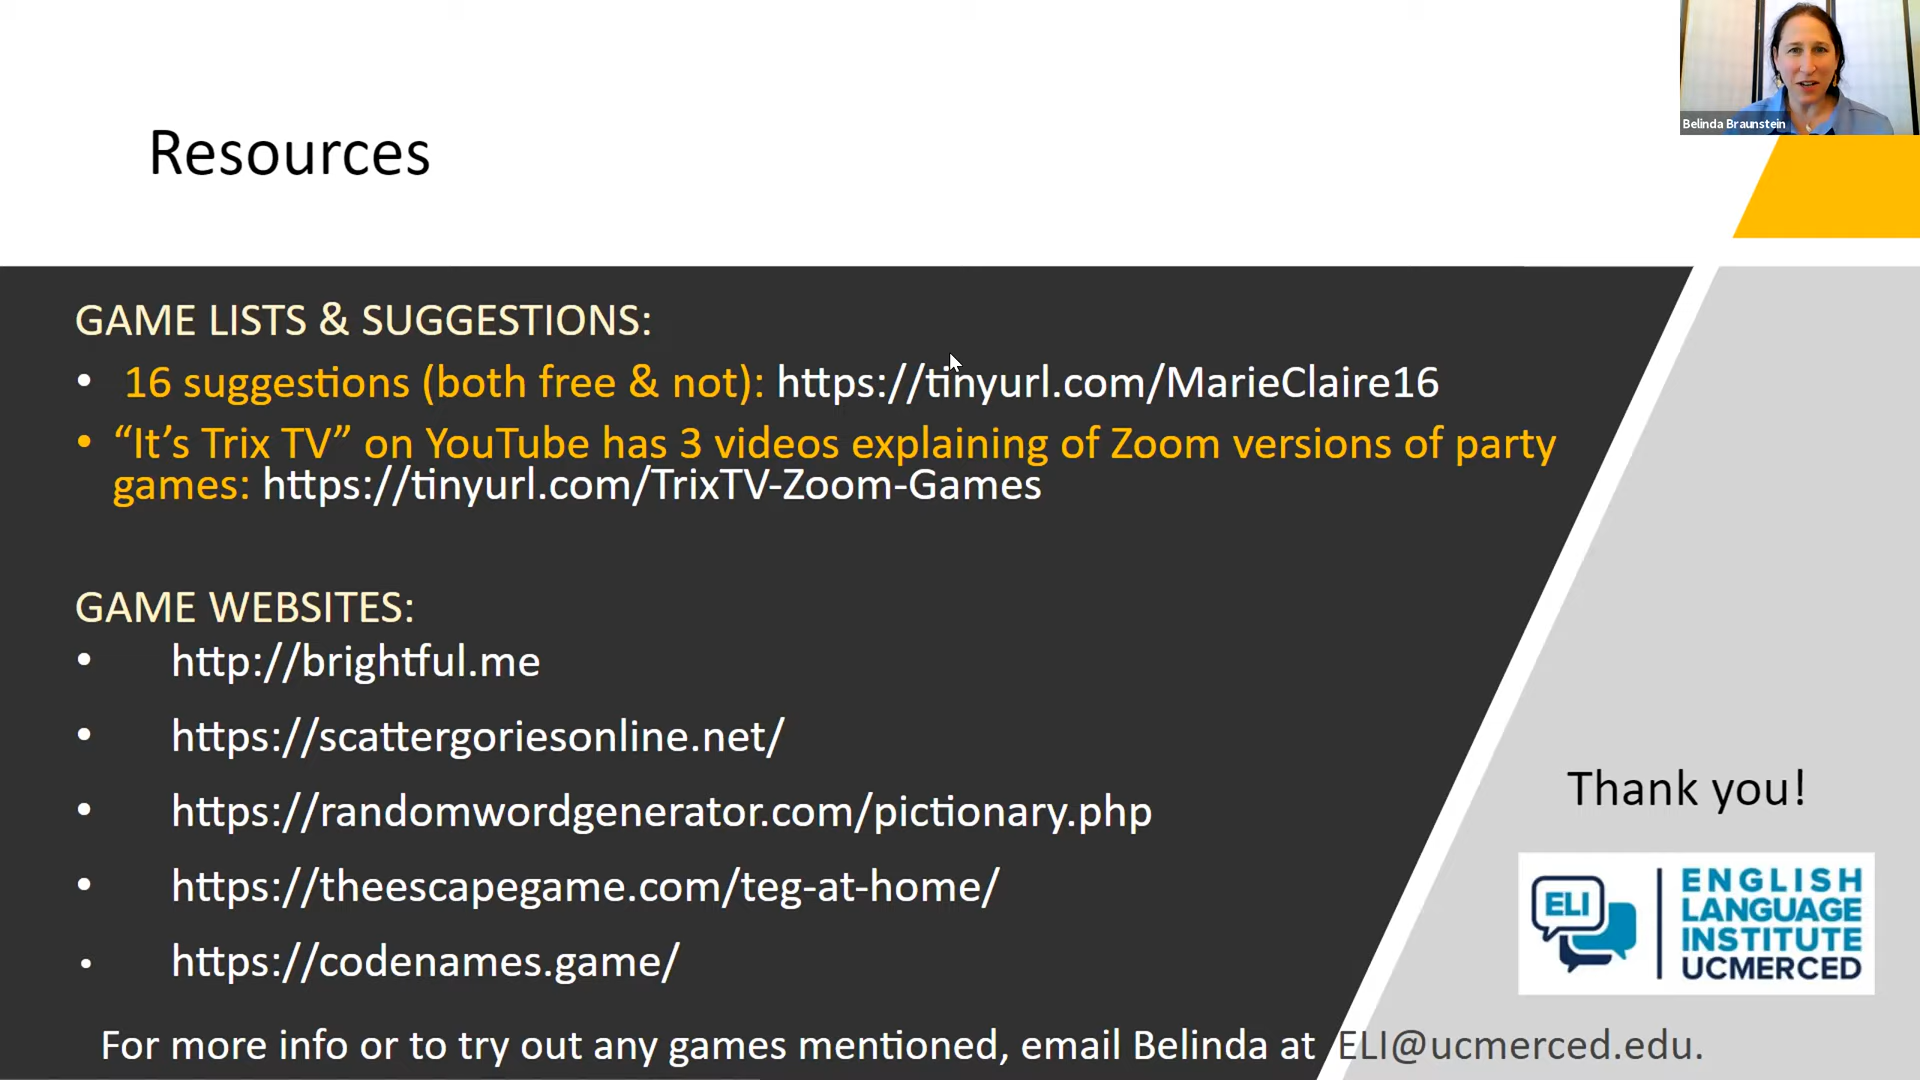 Belinda Braunstein
Resources
GAME LISTS & SUGGESTIONS:
• 16 suggestions (both free & not): https://tinyurl.com/MarieClaire16
• “It’s Trix TV” on YouTube has 3 videos explaining of Zoom versions of party
games: https://tinyurl.com/TrixTV-Zoom-Games
GAME WEBSITES:
• http://brightful.me
• https://scattergoriesonline.net/
• https://randomwordgenerator.com/pictionary.php
• https://theescapegame.com/teg-at-home/
• https://codenames.game/
Thank you!
ELI
ENGLISH
LANGUAGE
INSTITUTE
UCMERCED
For more info or to try out any games mentioned, email Belinda at ELI@ucmerced.edu.